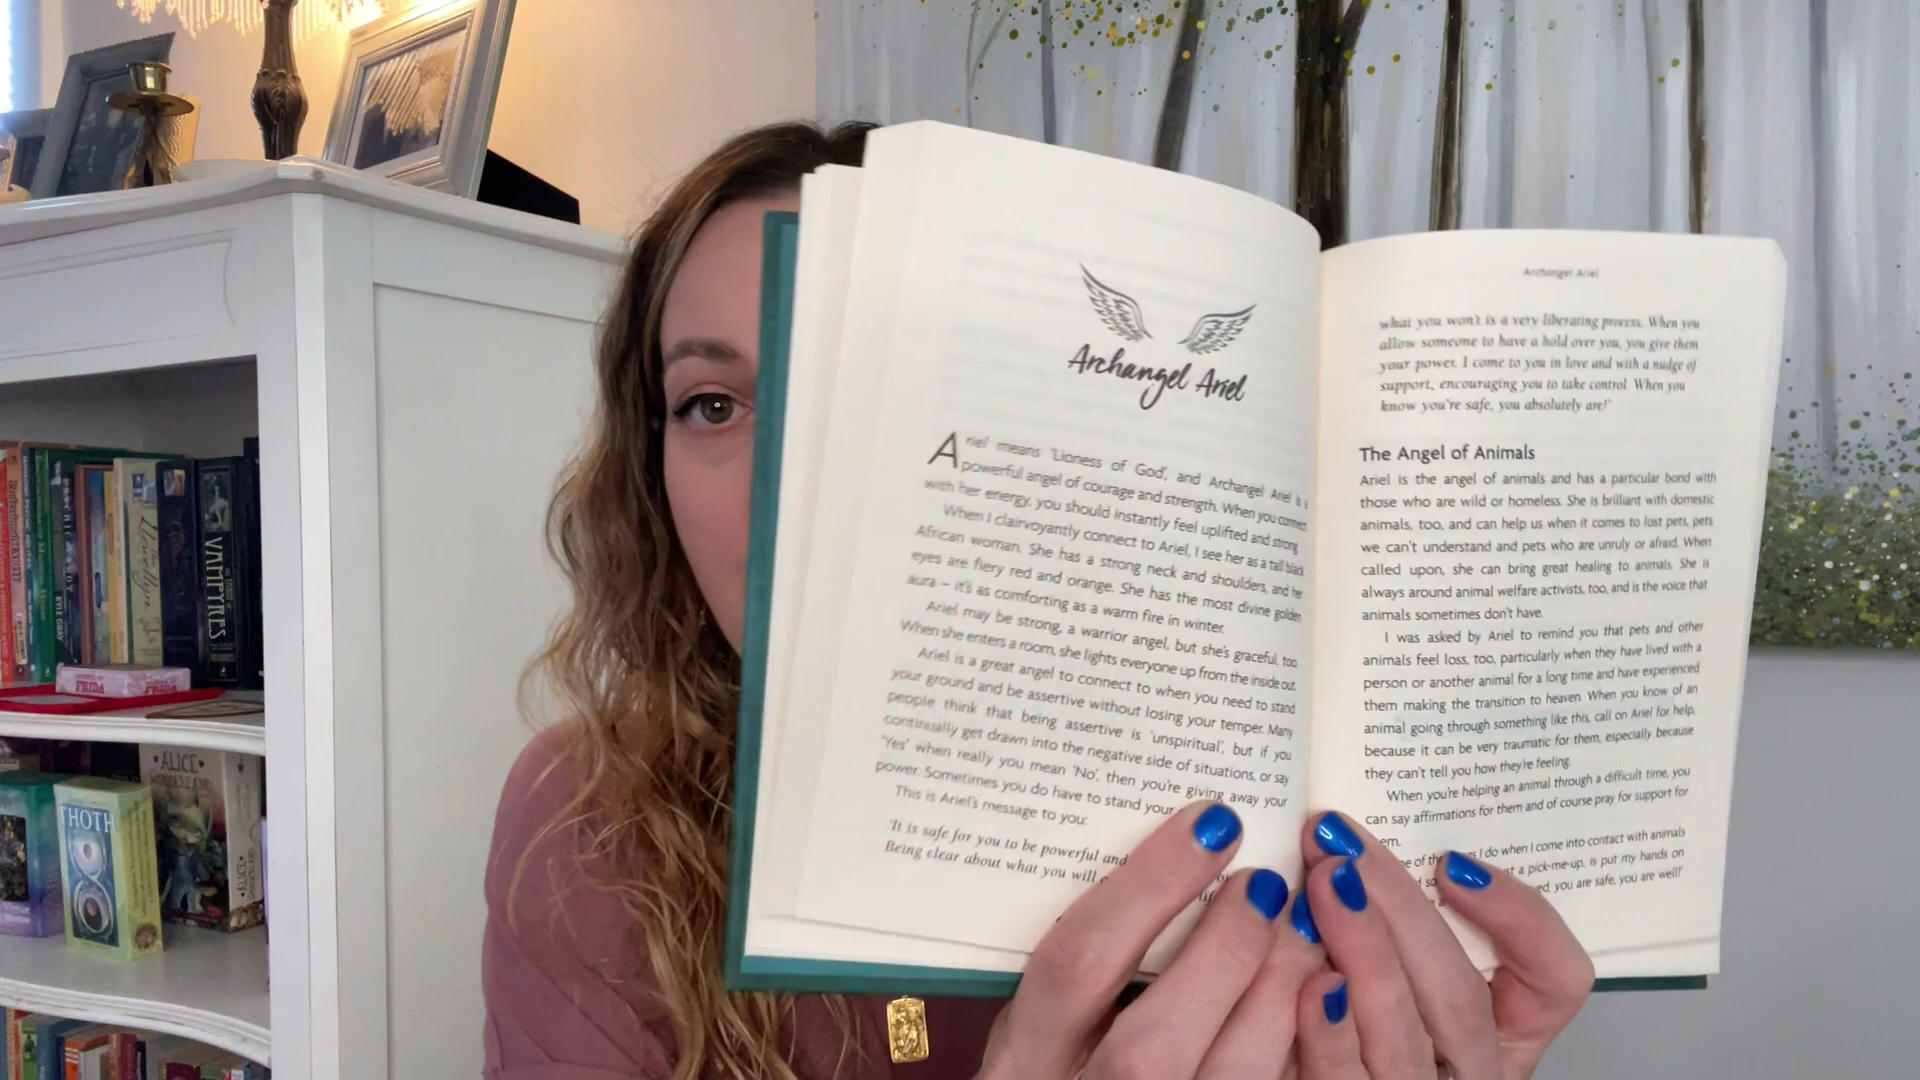 Archangel Ariel
Ariel means 'Lioness of God', and Archangel Ariel is a
powerful angel of courage and strength. When you connect
with her energy, you should instantly feel uplifted and strong.
When I clairvoyantly connect to Ariel, I see her as a tall black
African woman. She has a strong neck and shoulders, and he
eyes are fiery red and orange. She has the most divine golden
aura – it's as comforting as a warm fire in winter.
Ariel may be strong, a warrior angel, but she's graceful, too
When she enters a room, she lights everyone up from the inside out.
Ariel is a great angel to connect to when you need to stand
your ground and be assertive without losing your temper. Many
people think that being assertive is 'unspiritual', but if you
continually get drawn into the negative side of situations, or say
'Yes' when really you mean 'No', then you're giving away your
power. Sometimes you do have to stand your
This is Ariel's message to you:
'It is safe for you to be powerful and
Being clear about what you will
Archangel Ariel
what you won't is a very liberating process. When you
allow someone to have a hold over you, you give them
your power. I come to you in love and with a nudge of
support, encouraging you to take control. When you
know you're safe, you absolutely are!'
The Angel of Animals
Ariel is the angel of animals and has a particular bond with
those who are wild or homeless. She is brilliant with domestic
animals, too, and can help us when it comes to lost pets, pets
we can't understand and pets who are unruly or afraid. When
called upon, she can bring great healing to animals. She is
always around animal welfare activists, too, and is the voice that
animals sometimes don't have.
I was asked by Ariel to remind you that pets and other
animals feel loss, too, particularly when they have lived with a
person or another animal for a long time and have experienced
them making the transition to heaven. When you know of an
animal going through something like this, call on Ariel for help,
because it can be very traumatic for them, especially because
they can't tell you how they're feeling.
When you're helping an animal through a difficult time, you
can say affirmations for them and of course pray for support for
em.
ne of the I do when I come into contact with animals
a pick-me-up, is put my hands on
ed, you are safe, you are well!'
VAMPYRES
KYLE GRAY
The Llewellyn
FRIDA
ALICE
WONDERLAND
THOTH